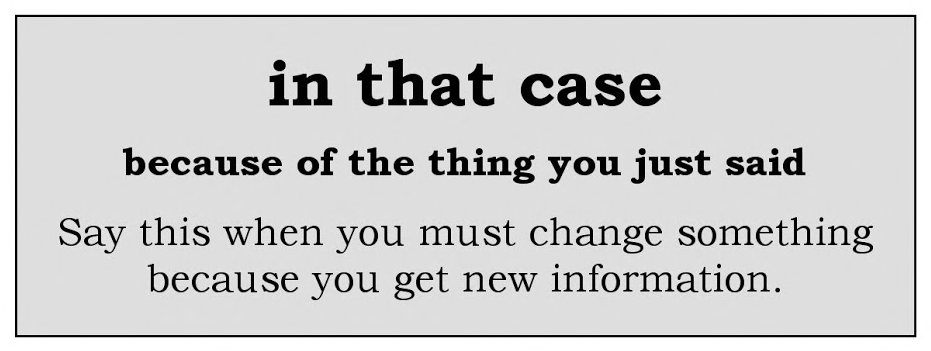 in that case
because of the thing you just said
Say this when you must change something
because you get new information.